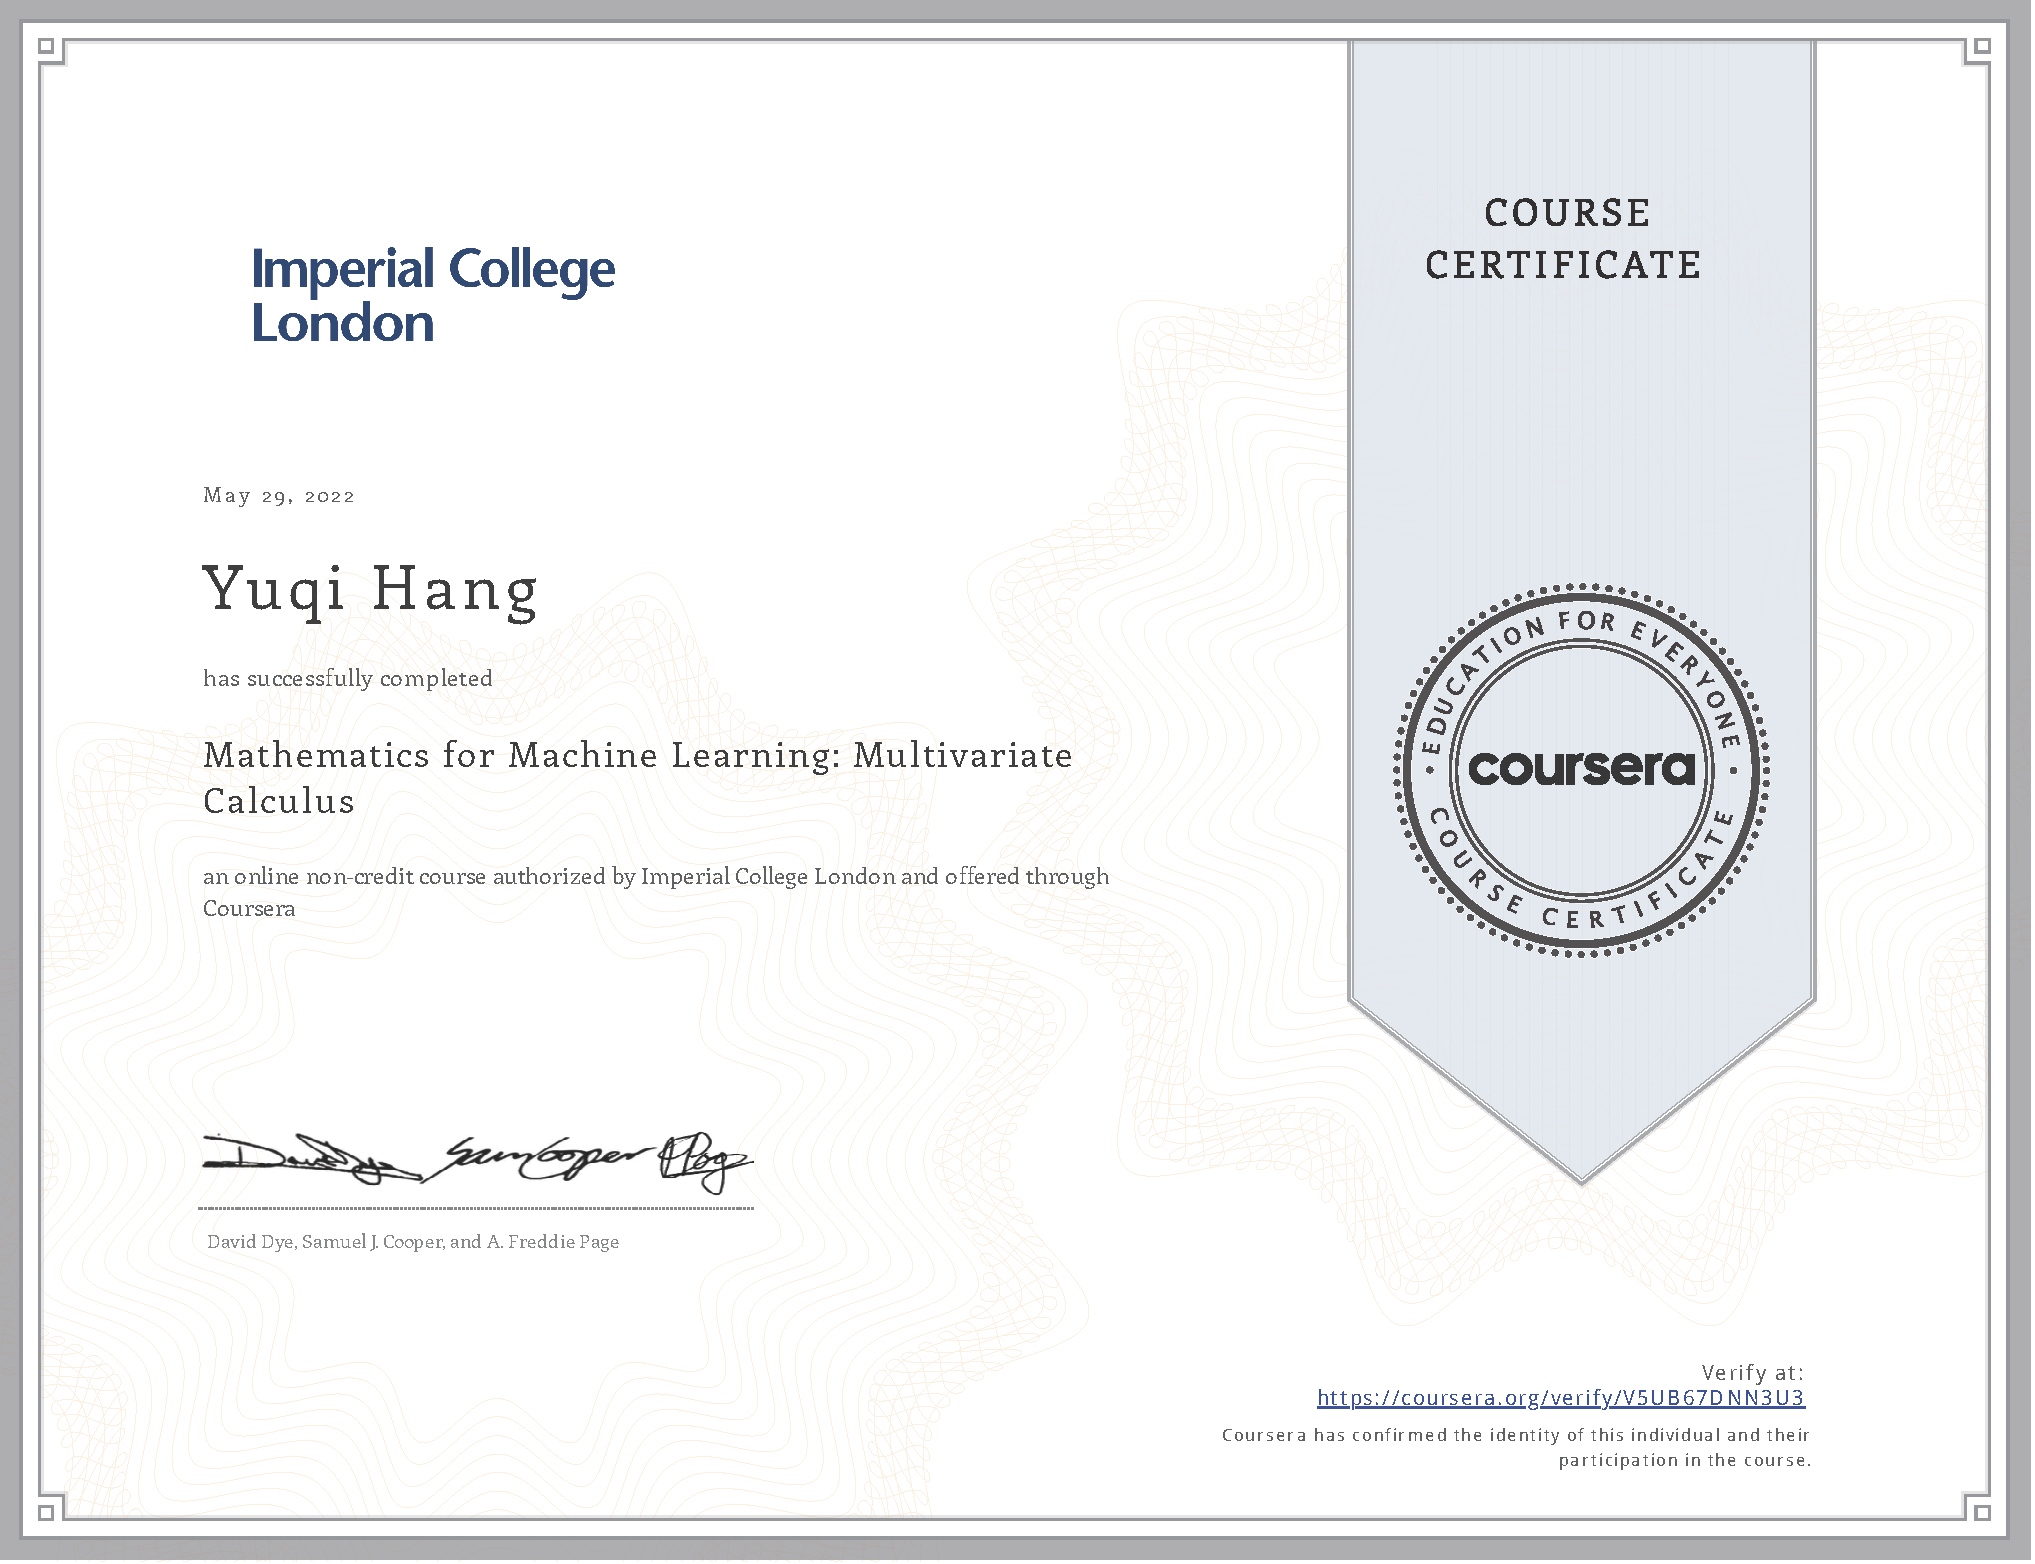 Imperial College
London
COURSE
CERTIFICATE
May 29, 2022
Yuqi Hang
has successfully completed
Mathematics for Machine Learning: Multivariate
Calculus
an online non-credit course authorized by Imperial College London and offered through
Coursera
EDUCATION FOR EVERYONE
coursera
COURSE CERTIFICATE
David Dye, Samuel J. Cooper, and A. Freddie Page
Verify at:
https://coursera.org/verify/V5UB67DNN3U3
Coursera has confirmed the identity of this individual and their
participation in the course.